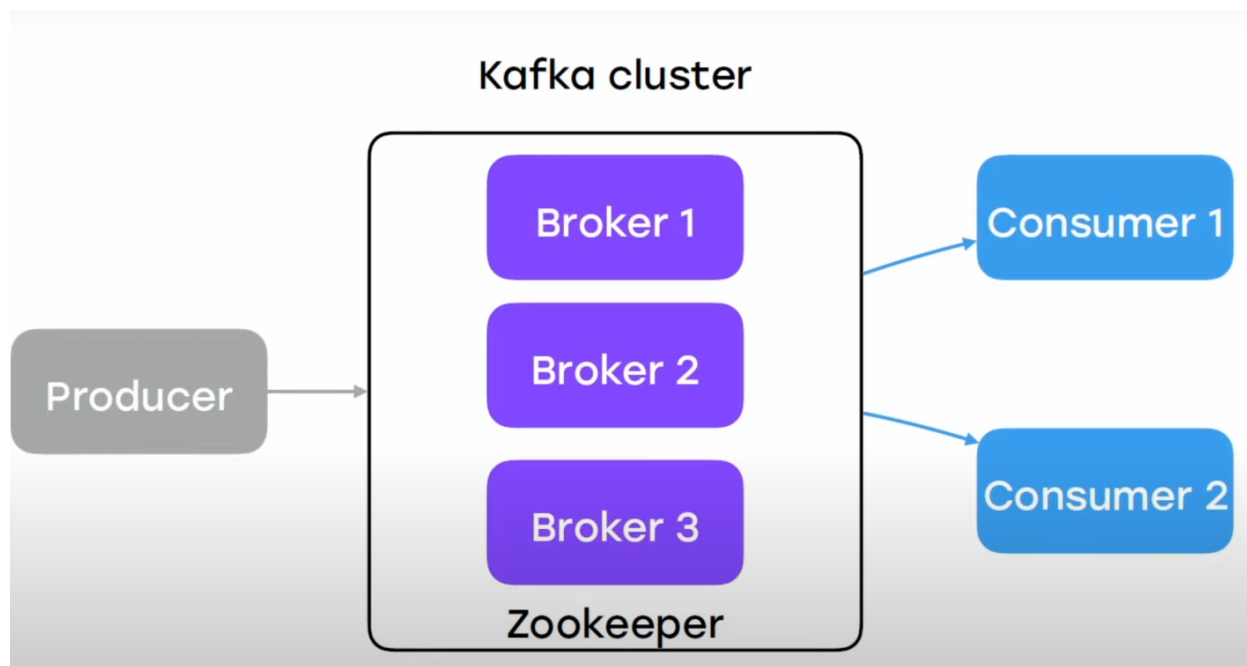 Kafka cluster
Broker 1
Consumer 1
Broker 2
Producer
Broker 3
Consumer 2
Zookeeper